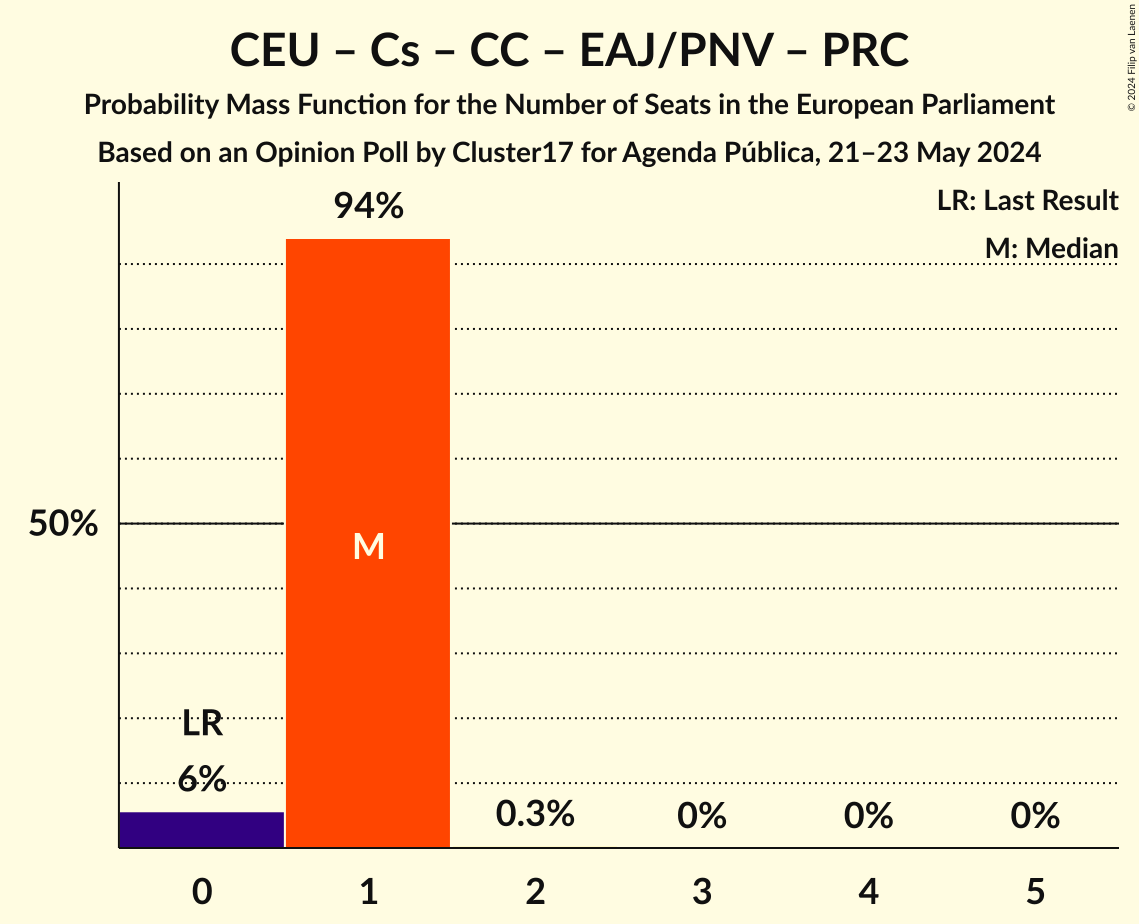 CEU – Cs – CC – EAJ/PNV – PRC
Probability Mass Function for the Number of Seats in the European Parliament
Based on an Opinion Poll by Cluster17 for Agenda Pública, 21–23 May 2024
© 2024 Filip van Laenen
LR: Last Result
M: Median
94%
50%
M
LR
6%
0.3%
0%
0%
0%
0 1 2 3 4 5